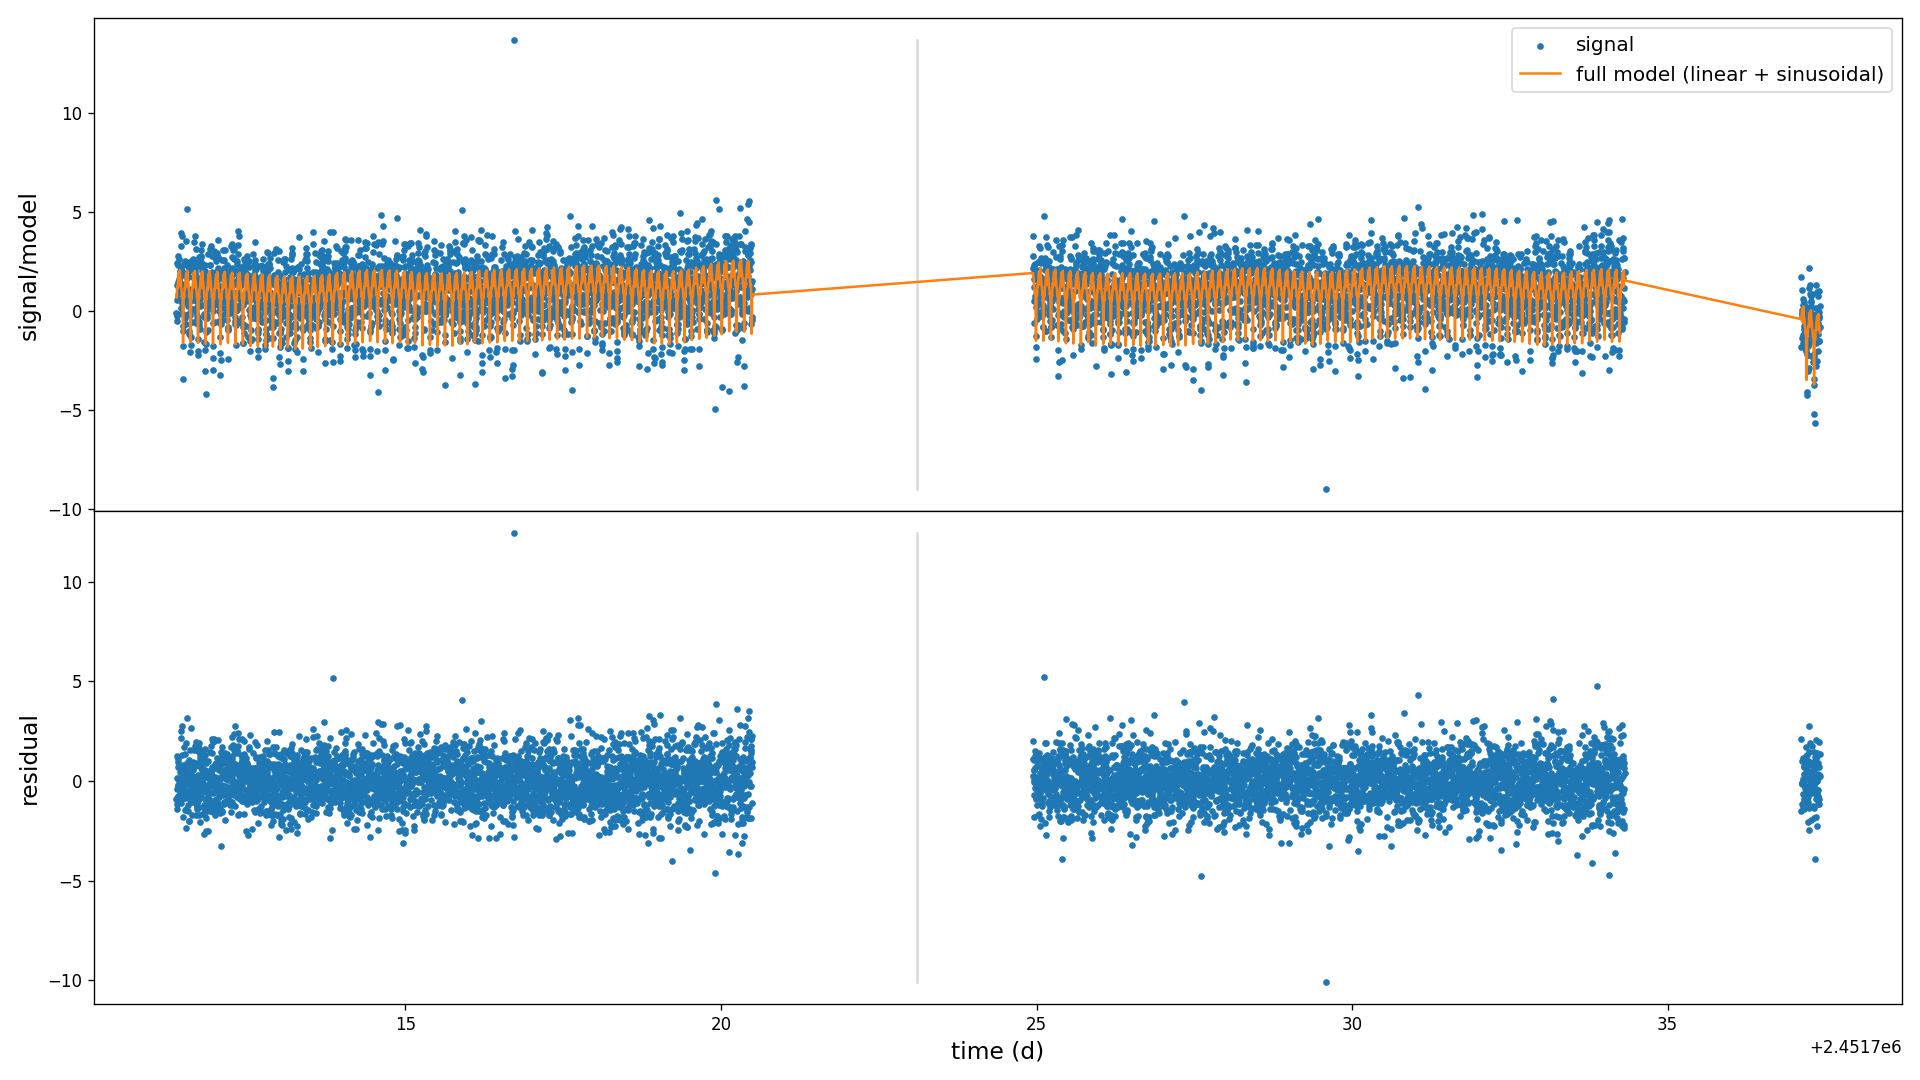 signal
full model (linear + sinusoidal)
signal/model
10
5
0
−5
−10
residual
10
5
0
−5
−10
15
20
25
30
35
time (d)
+2.4517e6